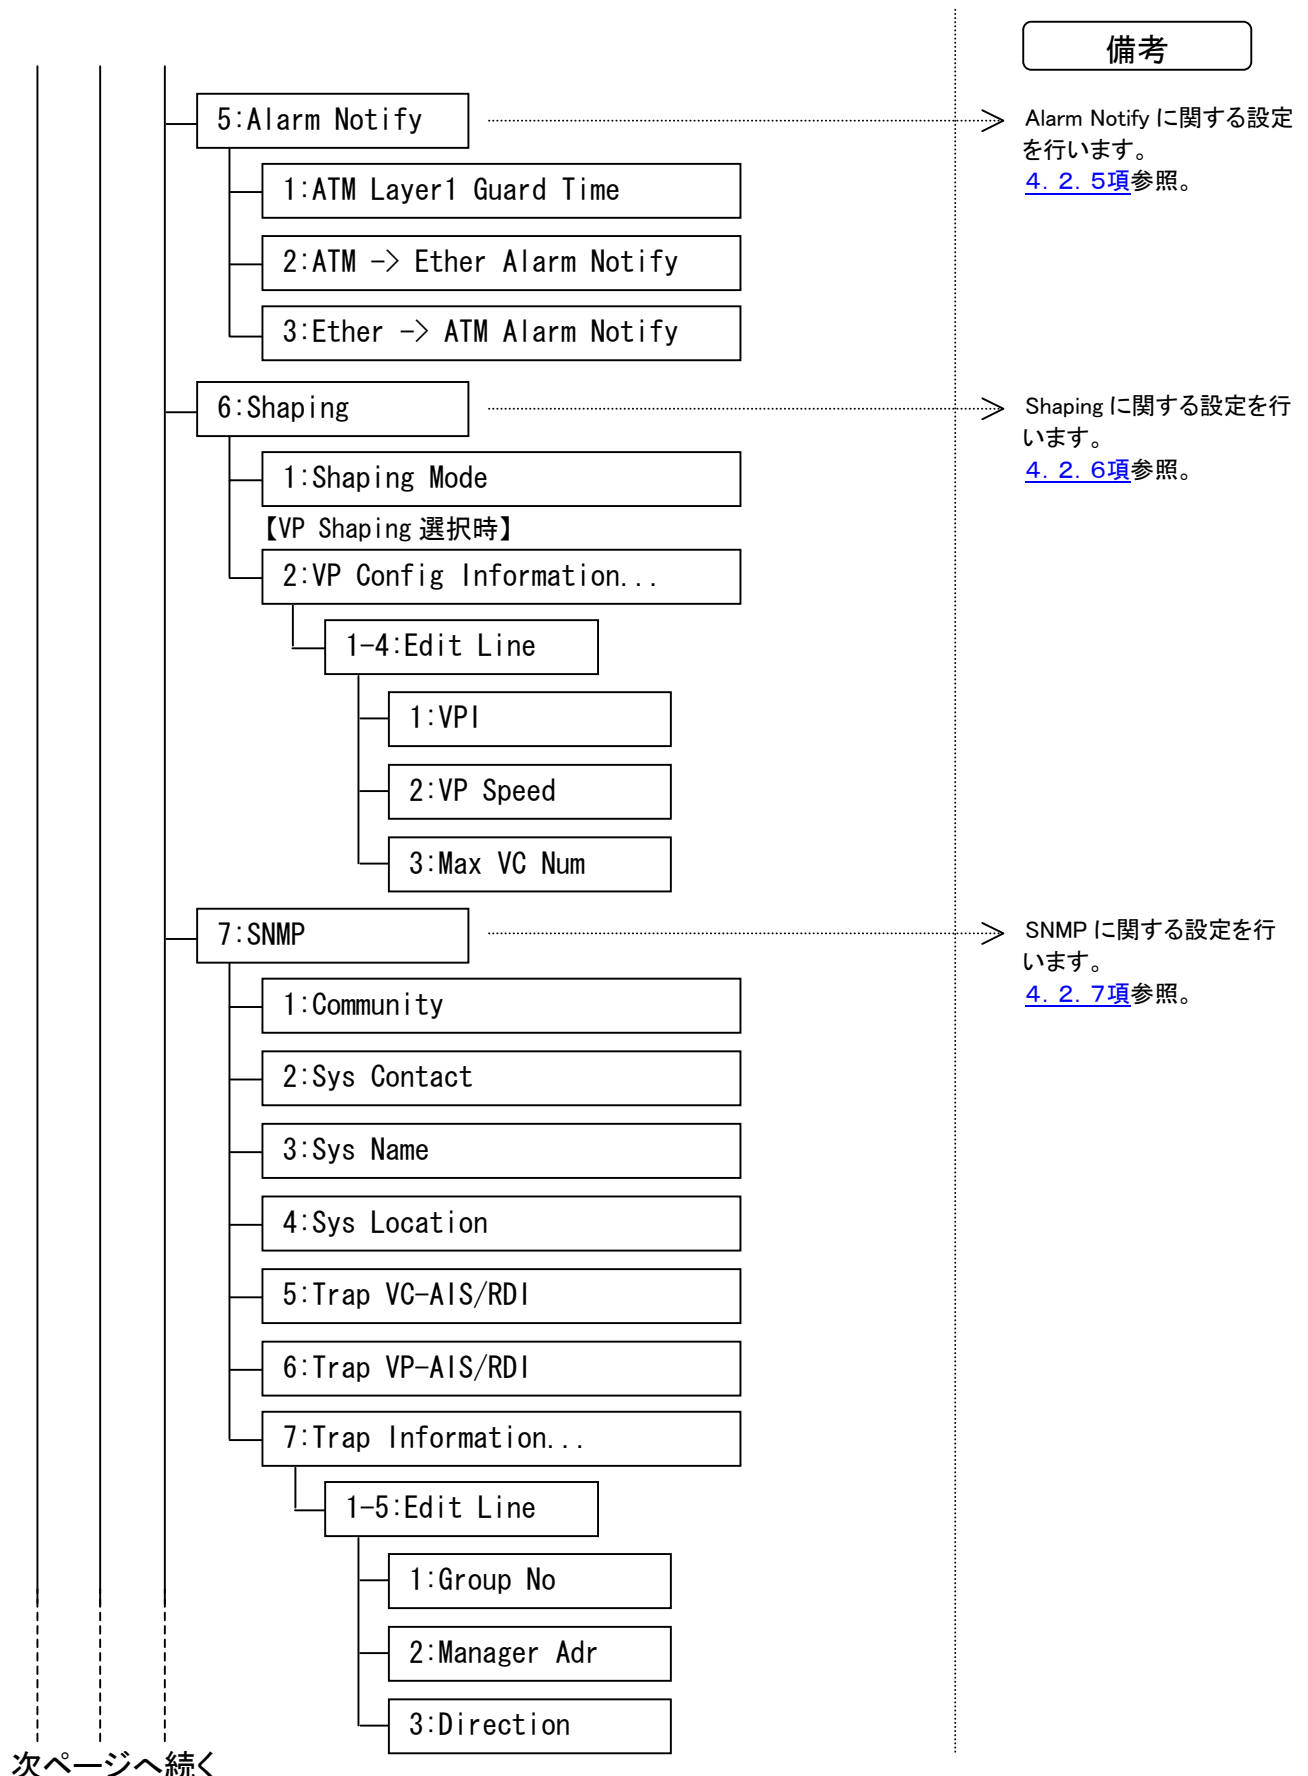 備考
5:Alarm Notify
Alarm Notify に関する設定
を行います。
4．2．5項参照。
1:ATM Layer1 Guard Time
2:ATM -> Ether Alarm Notify
3:Ether -> ATM Alarm Notify
6:Shaping
Shaping に関する設定を行
います。
4．2．6項参照。
1:Shaping Mode
【VP Shaping 選択時】
2:VP Config Information...
1-4:Edit Line
1:VPI
2:VP Speed
3:Max VC Num
7:SNMP
SNMP に関する設定を行
います。
4．2．7項参照。
1:Community
2:Sys Contact
3:Sys Name
4:Sys Location
5:Trap VC-AIS/RDI
6:Trap VP-AIS/RDI
7:Trap Information...
1-5:Edit Line
1:Group No
2:Manager Adr
3:Direction
次ページへ続く